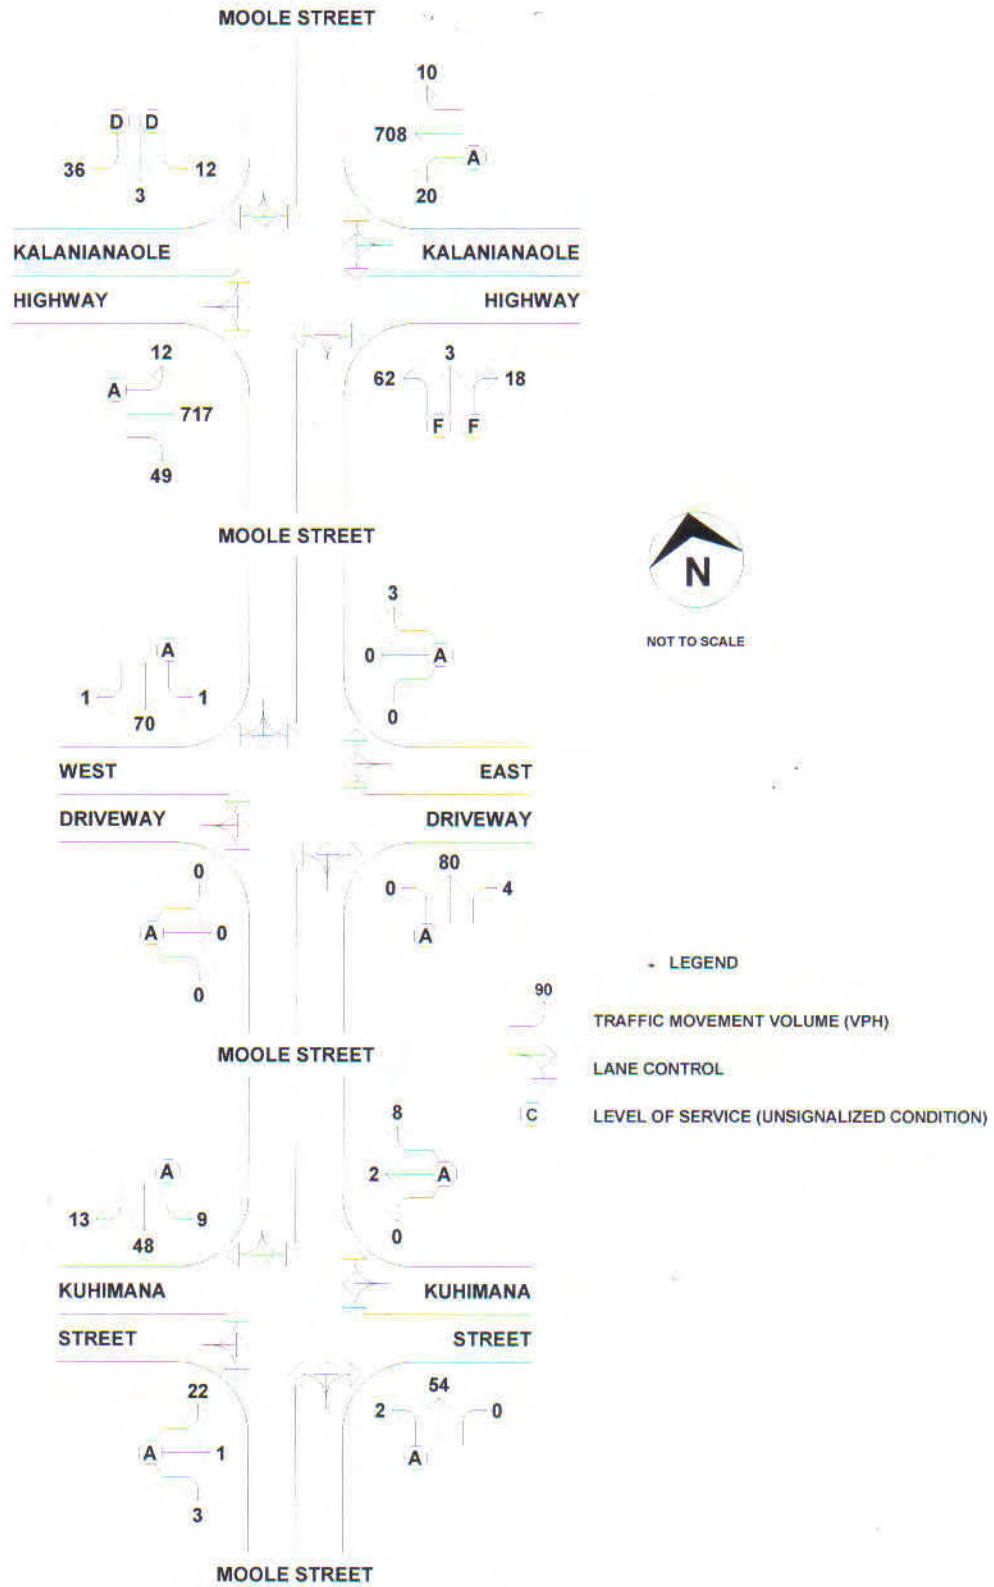 MOOLE STREET
10
D D
708
36
12
A
3
20
KALANIANAOLE
KALANIANAOLE
HIGHWAY
HIGHWAY
12
3
A
62
18
717
F F
49
MOOLE STREET
N
NOT TO SCALE
3
A
0
A
1
1
70
0
WEST
EAST
DRIVEWAY
DRIVEWAY
0
80
0
4
A
0
A
0
LEGEND
90
TRAFFIC MOVEMENT VOLUME (VPH)
MOOLE STREET
LANE CONTROL
8
C
LEVEL OF SERVICE (UNSIGNALIZED CONDITION)
A
2
A
13
9
48
0
KUHIMANA
KUHIMANA
STREET
STREET
22
54
2
0
A
1
A
3
MOOLE STREET